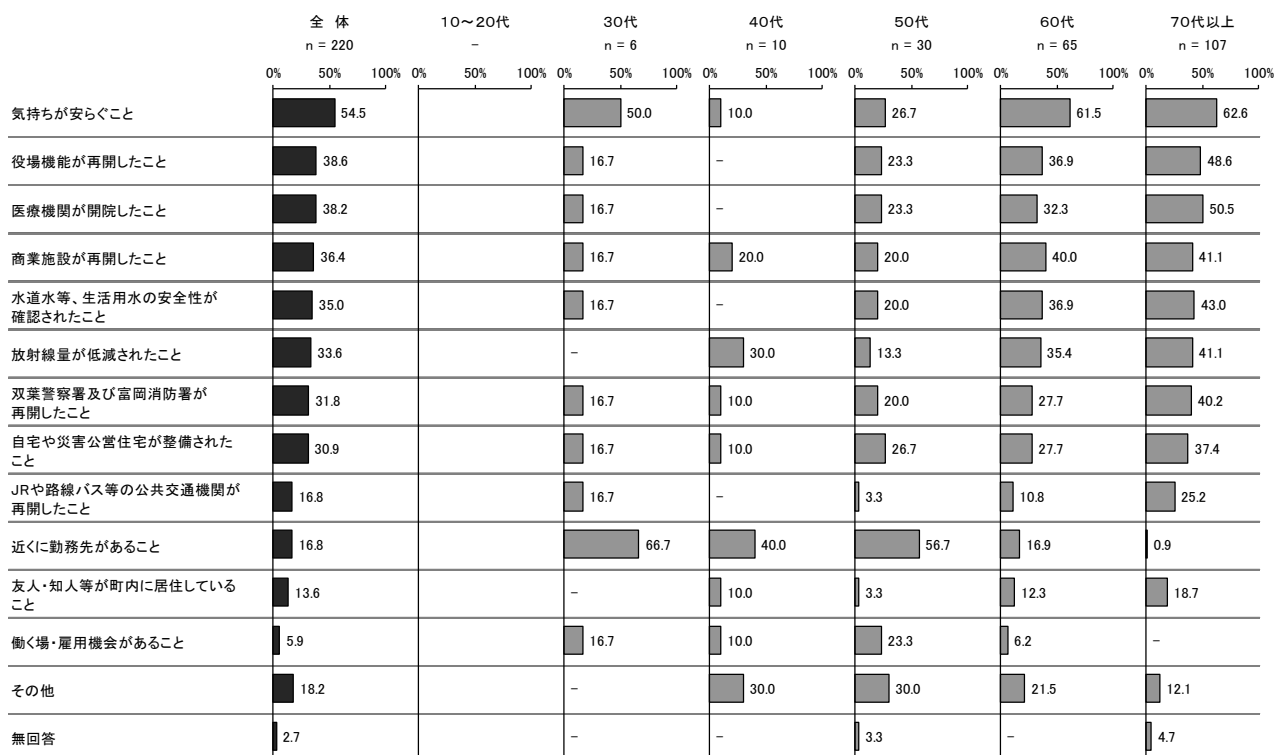 全 体 10～20代 30代 40代 50代 60代 70代以上
n = 220 － n = 6 n = 10 n = 30 n = 65 n = 107
0% 50% 100% 0% 50% 100% 0% 50% 100% 0% 50% 100% 0% 50% 100% 0% 50% 100% 0% 50% 100%
気持ちが安らぐこと 54.5 50.0 10.0 26.7 61.5 62.6
役場機能が再開したこと 38.6 16.7 － 23.3 36.9 48.6
医療機関が開院したこと 38.2 16.7 － 23.3 32.3 50.5
商業施設が再開したこと 36.4 16.7 20.0 20.0 40.0 41.1
水道水等、生活用水の安全性が
確認されたこと 35.0 16.7 － 20.0 36.9 43.0
放射線量が低減されたこと 33.6 － 30.0 13.3 35.4 41.1
双葉警察署及び富岡消防署が
再開したこと 31.8 16.7 10.0 20.0 27.7 40.2
自宅や災害公営住宅が整備された
こと 30.9 16.7 10.0 26.7 27.7 37.4
JRや路線バス等の公共交通機関が
再開したこと 16.8 16.7 － 3.3 10.8 25.2
近くに勤務先があること 16.8 66.7 40.0 56.7 16.9 0.9
友人・知人等が町内に居住している
こと 13.6 － 10.0 3.3 12.3 18.7
働く場・雇用機会があること 5.9 16.7 10.0 23.3 6.2 －
その他 18.2 － 30.0 30.0 21.5 12.1
無回答 2.7 － － 3.3 － 4.7